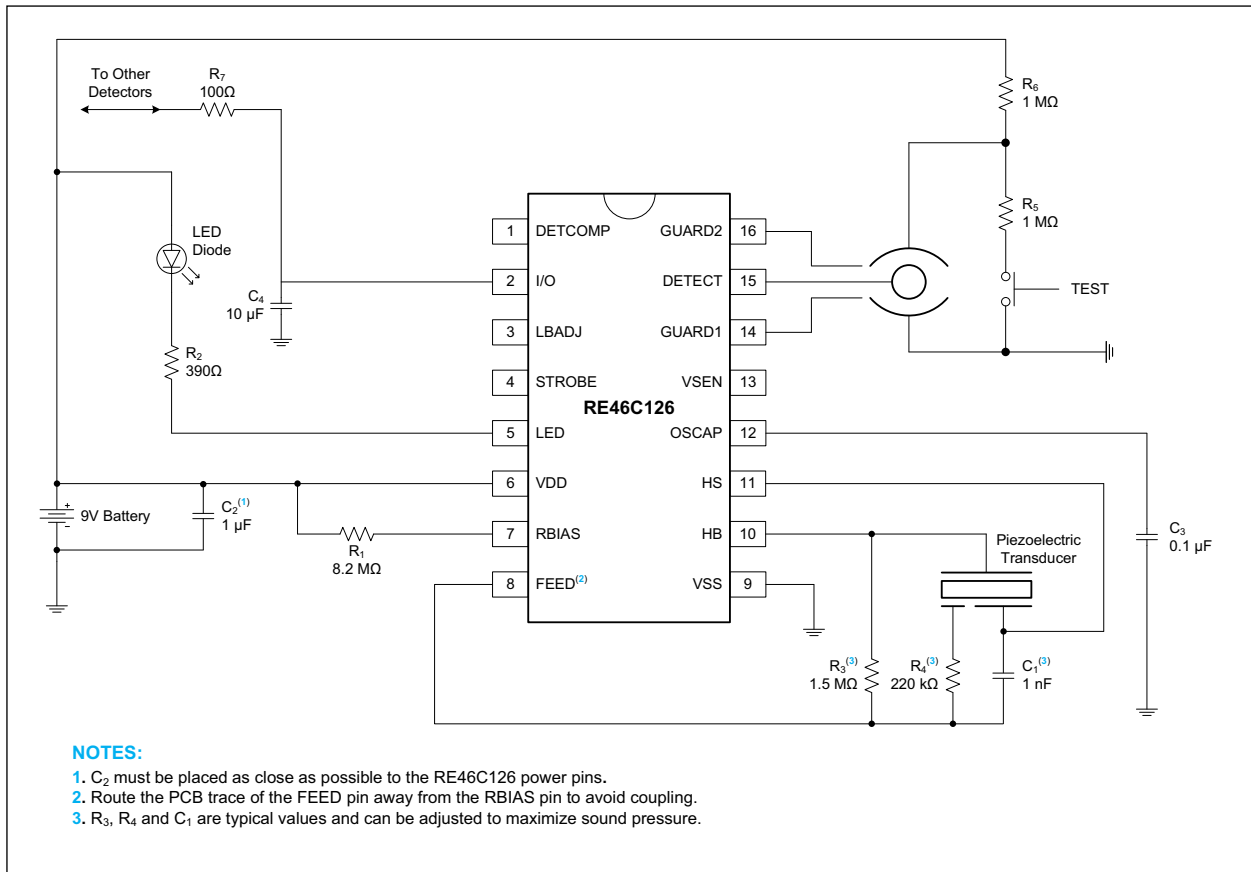 To Other
Detectors
R7
100Ω
R6
1 MΩ
R5
1 MΩ
TEST
LED
Diode
C4
10 µF
R2
390Ω
1 DETCOMP GUARD2 16
2 I/O DETECT 15
3 LBADJ GUARD1 14
4 STROBE VSEN 13
RE46C126
5 LED OSCAP 12
6 VDD HS 11
7 RBIAS HB 10
8 FEED(2) VSS 9
+
9V Battery
-
C2(1)
1 µF
R1
8.2 MΩ
Piezoelectric
Transducer
C3
0.1 µF
R3(3)
1.5 MΩ
R4(3)
220 kΩ
C1(3)
1 nF
NOTES:
1. C2 must be placed as close as possible to the RE46C126 power pins.
2. Route the PCB trace of the FEED pin away from the RBIAS pin to avoid coupling.
3. R3, R4 and C1 are typical values and can be adjusted to maximize sound pressure.